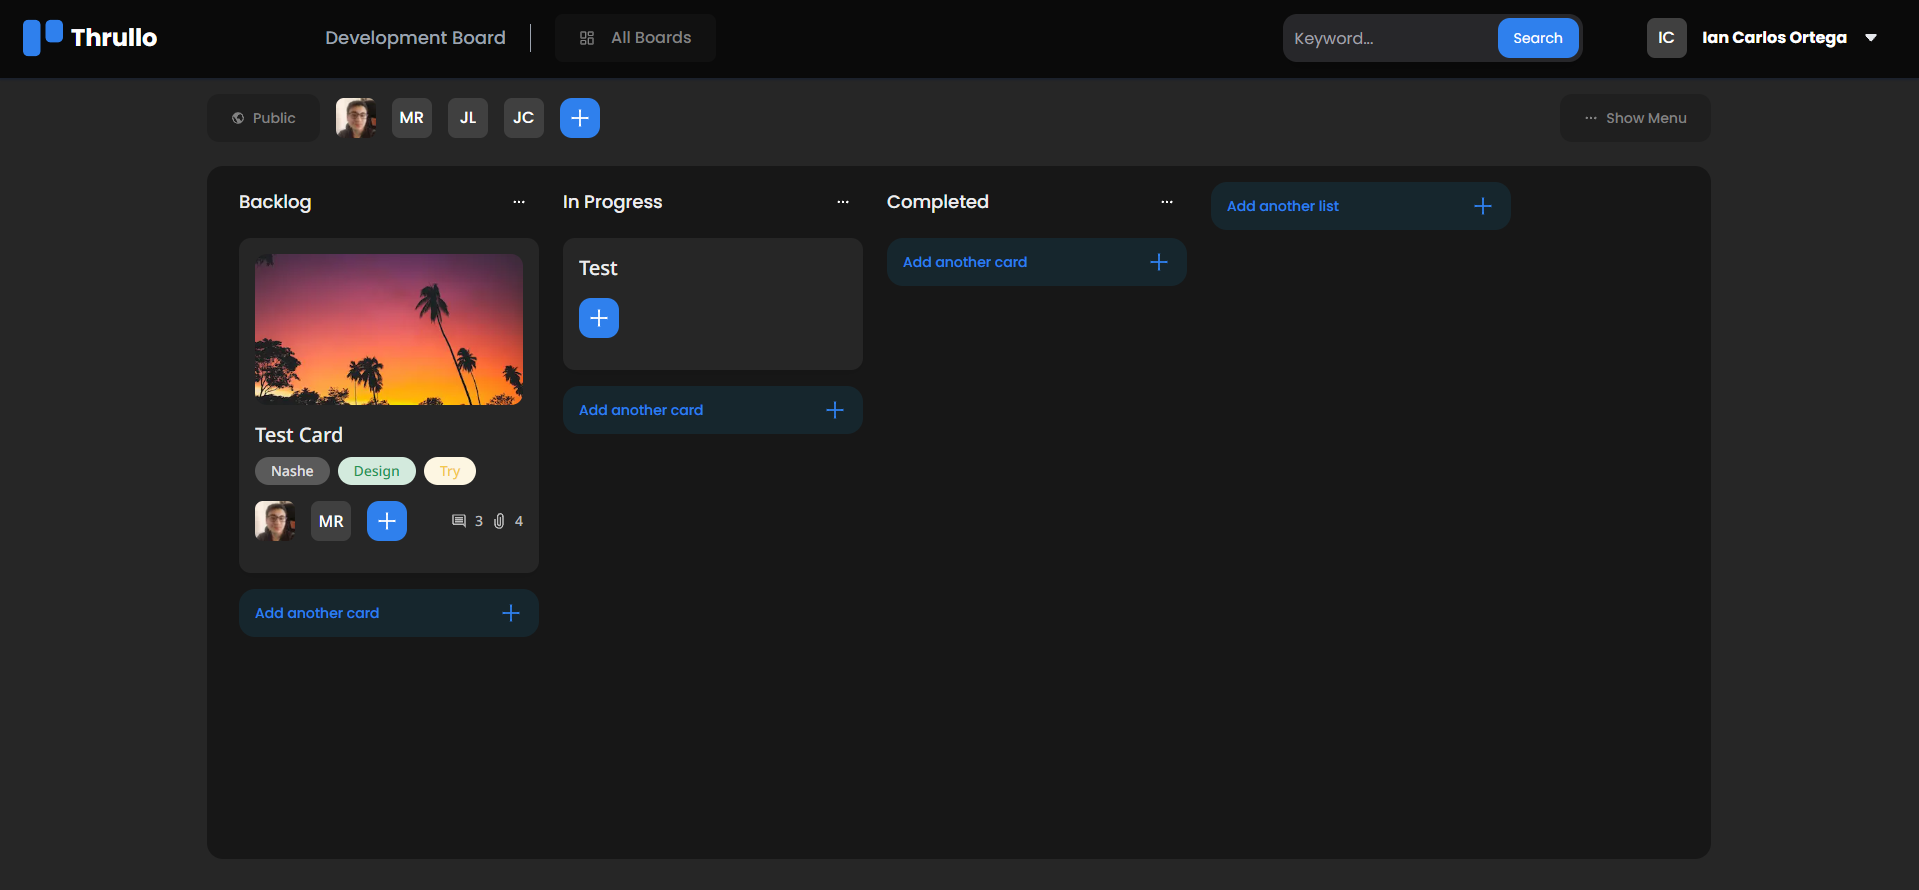 Thrullo
Development Board
All Boards
Keyword...
Search
IC
Ian Carlos Ortega
Public
MR
JL
JC
Show Menu
Backlog
Test Card
Nashe
Design
Try
MR
3
4
Add another card
In Progress
Test
Add another card
Completed
Add another card
Add another list